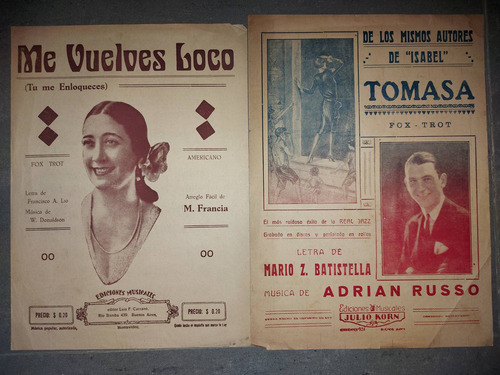 Me Vuelves Loco
(Tu me Enloqueces)
FOX TROT
AMERICANO
Letra de
Francisco A. Lio
Música de
W. Donaldson
Arreglo Fácil de
M. Francia
OO
OO
EDICIONES MUSICALES
PRECIO: $ 0.20
PRECIO: $ 0.20
DE LOS MISMOS AUTORES
DE "ISABEL"
TOMASA
FOX - TROT
El más ruidoso éxito de la REAL JAZZ
Grabado en discos y perforado en rollos
LETRA DE
MARIO Z. BATISTELLA
MUSICA DE ADRIAN RUSSO
Ediciones Musicales
JULIO KORN